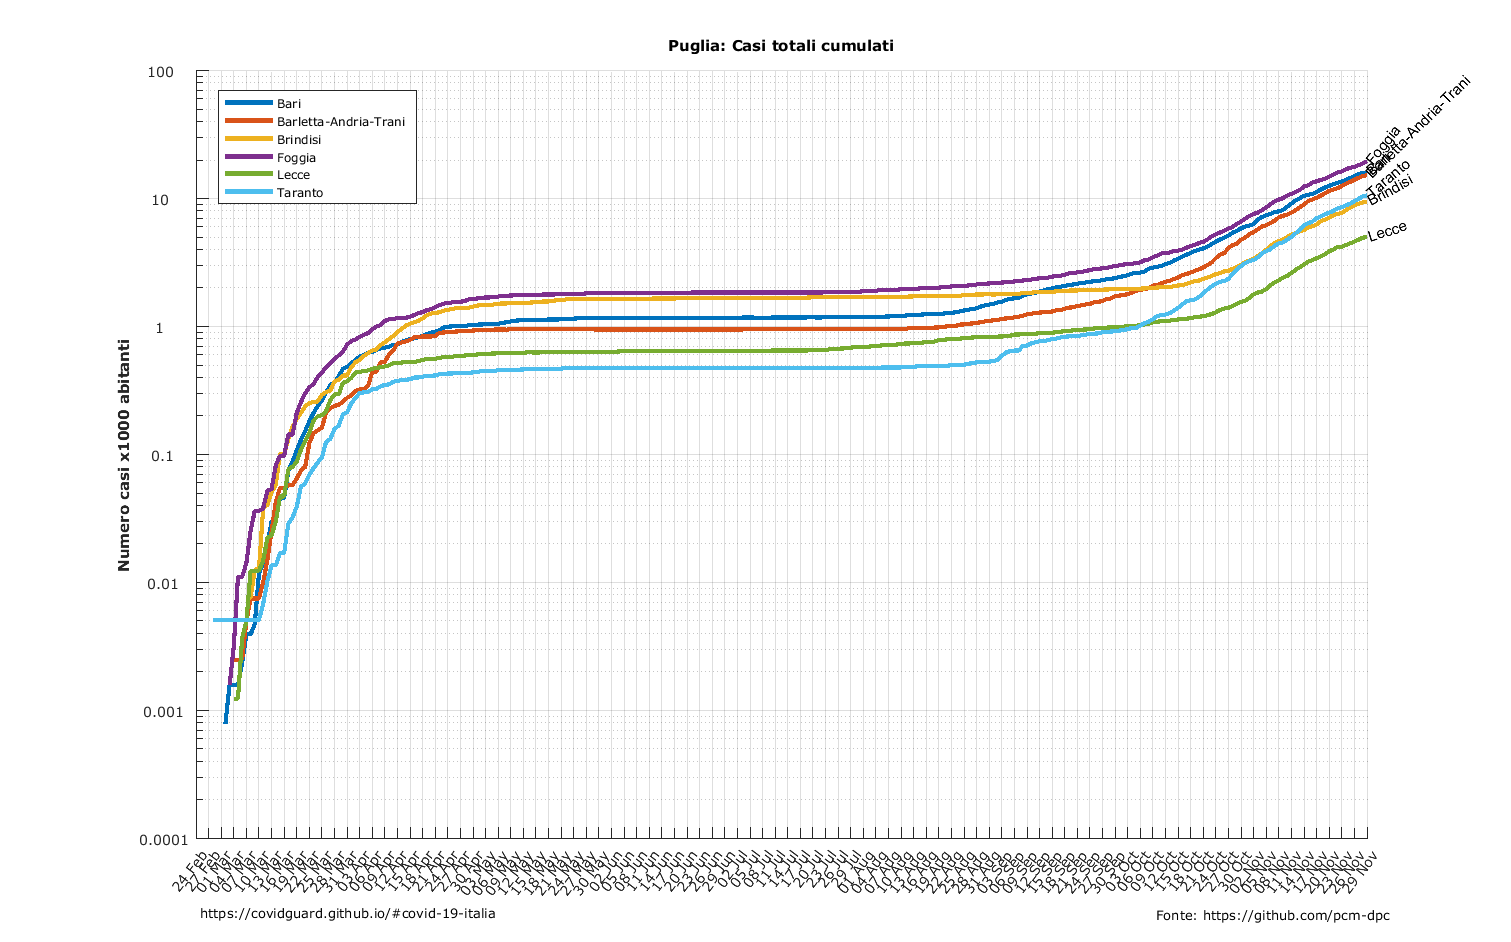 Puglia: Casi totali cumulati
100
10
1
0.1
0.01
0.001
0.0001
Numero casi x1000 abitanti
Bari
Barletta-Andria-Trani
Brindisi
Foggia
Lecce
Taranto
Foggia
Barletta-Andria-Trani
Bari
Taranto
Brindisi
Lecce
24 Feb
27 Feb
01 Mar
04 Mar
07 Mar
10 Mar
13 Mar
16 Mar
19 Mar
22 Mar
25 Mar
28 Mar
31 Mar
03 Apr
06 Apr
09 Apr
12 Apr
15 Apr
18 Apr
21 Apr
24 Apr
27 Apr
30 Apr
03 May
06 May
09 May
12 May
15 May
18 May
21 May
24 May
27 May
30 May
02 Jun
05 Jun
08 Jun
11 Jun
14 Jun
17 Jun
20 Jun
23 Jun
26 Jun
29 Jun
02 Jul
05 Jul
08 Jul
11 Jul
14 Jul
17 Jul
20 Jul
23 Jul
26 Jul
29 Jul
01 Aug
04 Aug
07 Aug
10 Aug
13 Aug
16 Aug
19 Aug
22 Aug
25 Aug
28 Aug
31 Aug
03 Sep
06 Sep
09 Sep
12 Sep
15 Sep
18 Sep
21 Sep
24 Sep
27 Sep
30 Sep
03 Oct
06 Oct
09 Oct
12 Oct
15 Oct
18 Oct
21 Oct
24 Oct
27 Oct
30 Oct
02 Nov
05 Nov
08 Nov
11 Nov
14 Nov
17 Nov
20 Nov
23 Nov
26 Nov
29 Nov
https://covidguard.github.io/#covid-19-italia
Fonte: https://github.com/pcm-dpc